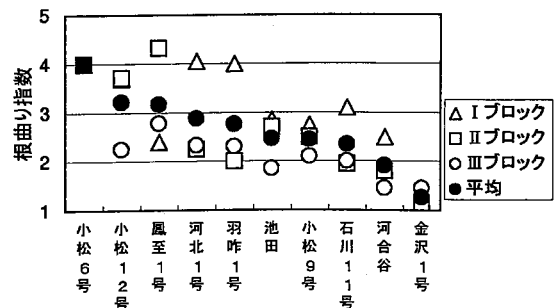 根曲り指数
5
4
3
2
1
小松6号
小松12号
鳳至1号
河北1号
羽咋1号
池田
小松9号
石川11号
河合谷
金沢1号
△ Ⅰブロック
□ Ⅱブロック
○ Ⅲブロック
● 平均